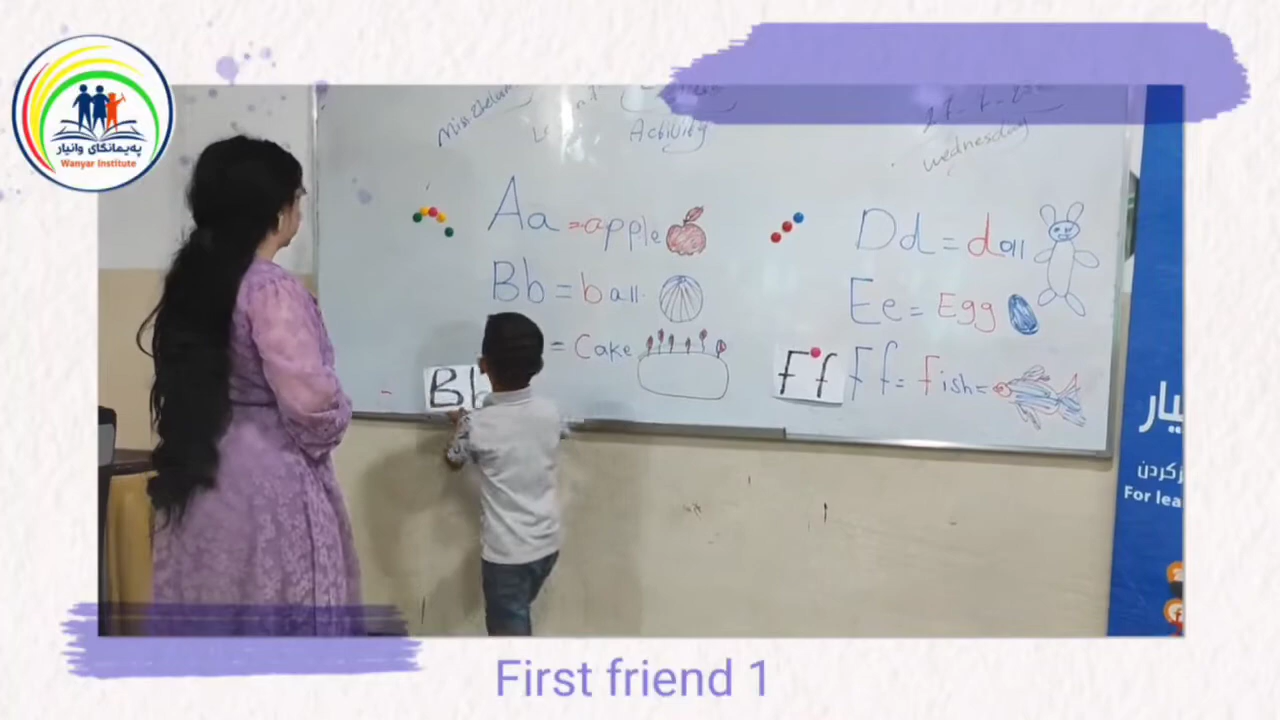 پەیمانگای وانیار
Wanyar Institute
Activity
wednesday
Aa =apple
Bb = ball
= Cake
Bb
Dd = doll
Ee = Egg
Ff
Ff = Fish =
For lea
First friend 1